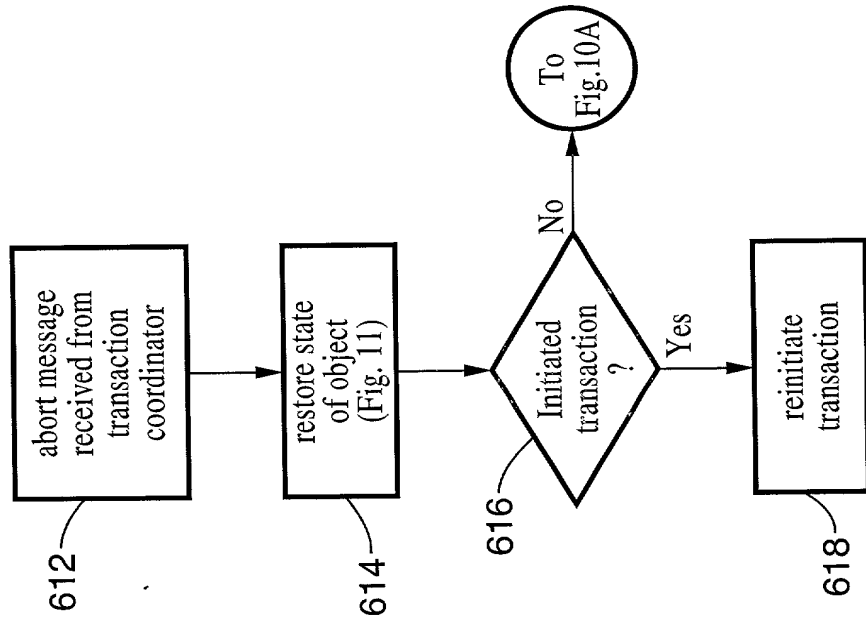 612
abort message
received from
transaction
coordinator
614
restore state
of object
(Fig. 11)
616
Initiated
transaction
?
No
To
Fig.10A
Yes
618
reinitiate
transaction